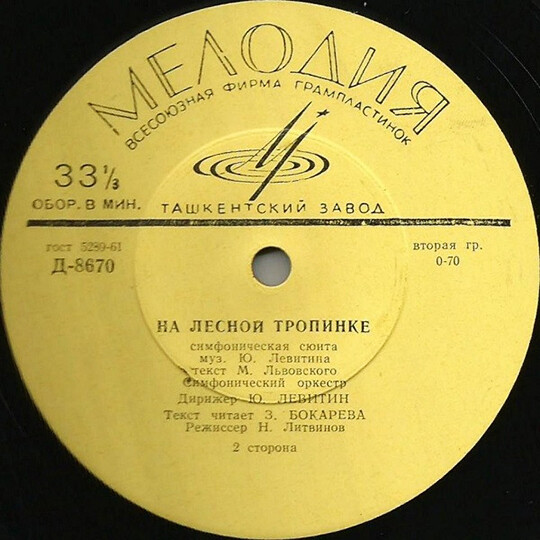 МЕЛОДИЯ
ВСЕСОЮЗНАЯ ФИРМА ГРАМПЛАСТИНОК
33⅓
ОБОР. В МИН.
ТАШКЕНТСКИЙ ЗАВОД
гост 5289-61
Д-8670
вторая гр.
0-70
НА ЛЕСНОЙ ТРОПИНКЕ
симфоническая сюита
муз. Ю. Левитина
текст М. Львовского
Симфонический оркестр
Дирижер Ю. ЛЕВИТИН
Текст читает З. БОКАРЕВА
Режиссер Н. Литвинов
2 сторона